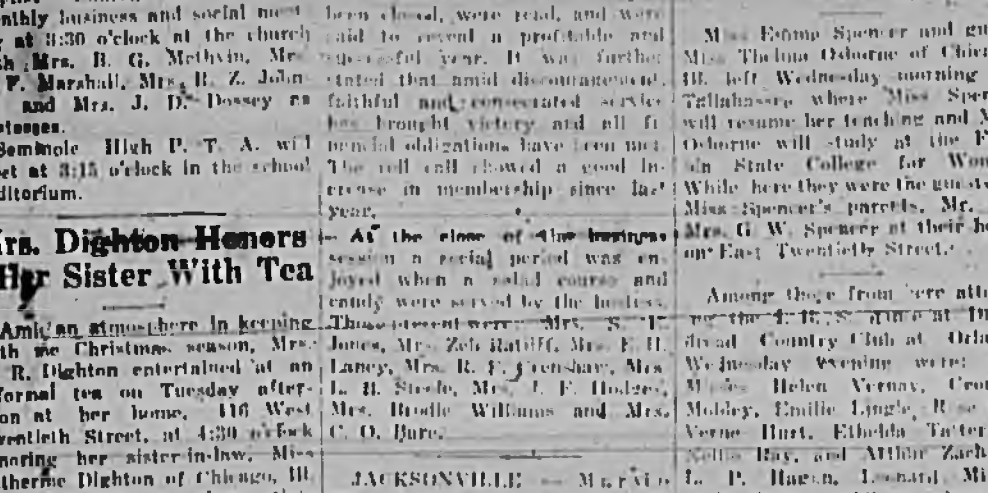 nthly business and social meet
at 3:30 o'clock at the church
Mrs. R. G. Methvin, Mrs
F. Marshall, Mrs. R. Z. John
and Mrs. J. D. Dossey as
Seminole High P. T. A. will
et at 3:15 o'clock in the school
ditorium.
rs. Dighton Honors
Her Sister With Tea
Amid an atmosphere in keeping
th the Christmas season, Mrs.
R. Dighton entertained at an
formal tea on Tuesday after-
on at her home, 416 West
wentieth Street, at 4:30 o'clock
noring her sister-in-law, Miss
therine Dighton of Chicago, Ill.
been closed, were read, and were
said to reveal a profitable and
successful year. It was further
stated that amid discouragement,
faithful and consecrated service
has brought victory and all fi
nancial obligations have been met.
The roll call showed a good in-
crease in membership since last
year.
At the close of the business
session a social period was en-
joyed when a salad course and
candy were served by the hostess.
Those present were: Mrs. S.
Jones, Mrs. Zeb Ratliff, Mrs. E. H.
Laney, Mrs. R. F. Crenshaw, Mrs
L. B. Steele, Mrs. J. F. Hodges,
Mrs. Brodie Williams and Mrs.
C. O. Bure.
JACKSONVILLE —
Miss Emma Spencer and
Miss Thelma Osborne of Chica
Ill. left Wednesday morning
Tallahassee where Miss Spen
will resume her teaching and M
Osborne will study at the F
State College for Wom
While here they were the guests
Miss Spencer's parents, Mr.
Mrs. G. W. Spencer at their ho
on East Twentieth Street.
Among those from here atte
ing the dance at
Country Club at Orla
Wednesday evening were:
Misses Helen Vernay,
Mobley, Emilie Lingle, Rose
Verne Hurt, Ethelda
Nellie Ray, and Arthur Zach
L. P. Hagan, Leonard